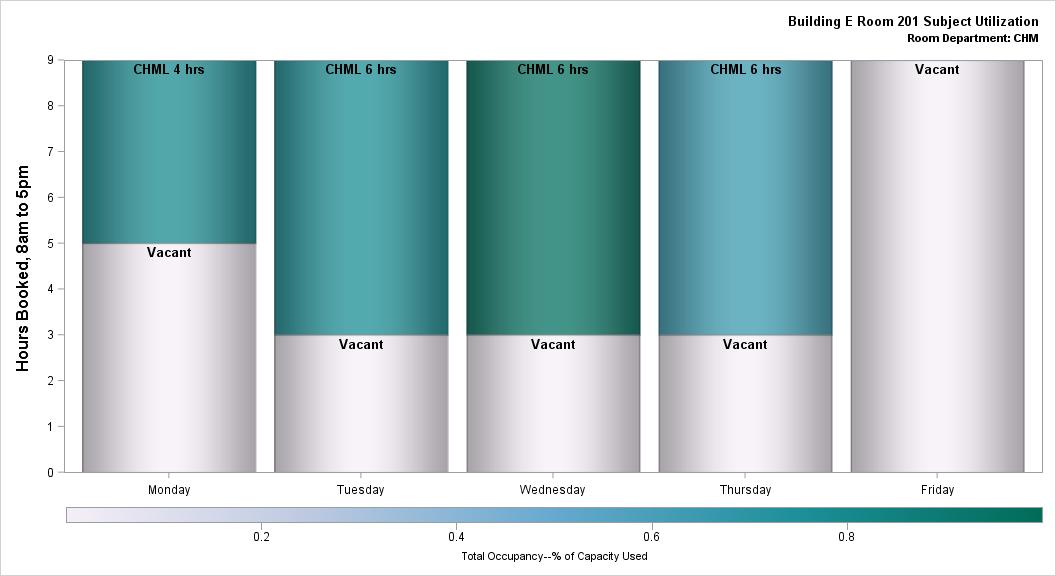 Building E Room 201 Subject Utilization
Room Department: CHM
Hours Booked, 8am to 5pm
9
8
7
6
5
4
3
2
1
0
CHML 4 hrs
CHML 6 hrs
CHML 6 hrs
CHML 6 hrs
Vacant
Vacant
Vacant
Vacant
Vacant
Monday
Tuesday
Wednesday
Thursday
Friday
0.2
0.4
0.6
0.8
Total Occupancy--% of Capacity Used